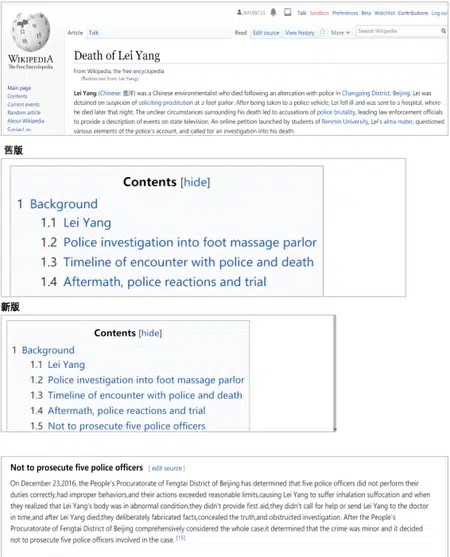 JM199123 Talk Sandbox Preferences Beta Watchlist Contributions Log out
Article Talk Read Edit source View history More Search Wikipedia
WIKIPEDIA
The Free Encyclopedia
Main page
Contents
Current events
Random article
About Wikipedia
Contact us
Death of Lei Yang
From Wikipedia, the free encyclopedia
(Redirected from Lei Yang)
Lei Yang (Chinese: 雷洋) was a Chinese environmentalist who died following an altercation with police in Changping District, Beijing. Lei was
detained on suspicion of soliciting prostitution at a foot parlor. After being taken to a police vehicle, Lei fell ill and was sent to a hospital, where
he died later that night. The unclear circumstances surrounding his death led to accusations of police brutality, leading law enforcement officials
to provide a description of events on state television. An online petition launched by students of Renmin University, Lei's alma mater, questioned
various elements of the police's account, and called for an investigation into his death.
舊版
Contents [hide]
1 Background
1.1 Lei Yang
1.2 Police investigation into foot massage parlor
1.3 Timeline of encounter with police and death
1.4 Aftermath, police reactions and trial
新版
Contents [hide]
1 Background
1.1 Lei Yang
1.2 Police investigation into foot massage parlor
1.3 Timeline of encounter with police and death
1.4 Aftermath, police reactions and trial
1.5 Not to prosecute five police officers
Not to prosecute five police officers [ edit source ]
On December 23,2016, the People's Procuratorate of Fengtai District of Beijing has determined that five police officers did not perform their
duties correctly,had improper behaviors,and their actions exceeded reasonable limits,causing Lei Yang to suffer inhalation suffocation and when
they realized that Lei Yang's body was in abnormal condition,they didn't provide first aid,they didn't call for help or send Lei Yang to the doctor
in time,and after Lei Yang died;they deliberately fabricated facts,concealed the truth,and obstructed investigation. After the People's
Procuratorate of Fengtai District of Beijing comprehensively considered the whole case,it determined that the crime was minor and it decided
not to prosecute five police officers involved in the case. [15]